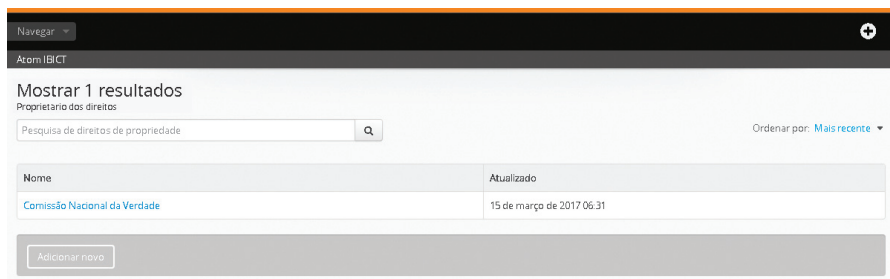 Navegar
Atom IBICT
Mostrar 1 resultados
Proprietario dos direitos
Pesquisa de direitos de propriedade
Ordenar por: Mais recente
Nome Atualizado
Comissão Nacional da Verdade 15 de março de 2017 06:31
Adicionar novo